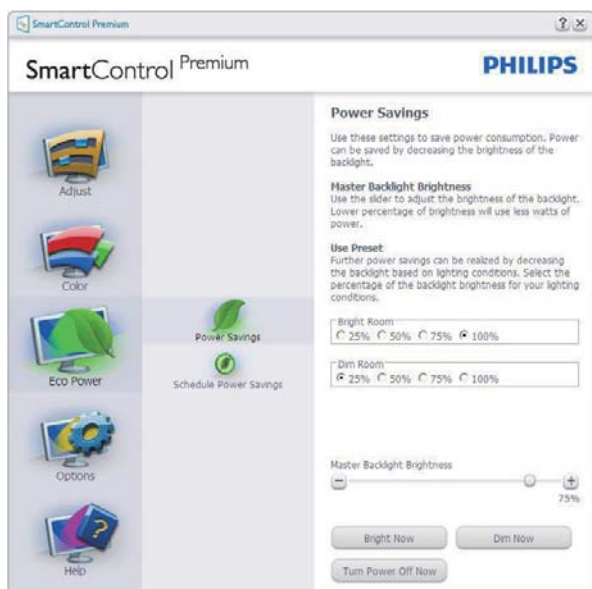 SmartControl Premium
SmartControl Premium
PHILIPS
Adjust
Color
Eco Power
Options
Help
Power Savings
Schedule Power Savings
Power Savings
Use these settings to save power consumption. Power
can be saved by decreasing the brightness of the
backlight.
Master Backlight Brightness
Use the slider to adjust the brightness of the backlight.
Lower percentage of brightness will use less watts of
power.
Use Preset
Further power savings can be realized by decreasing
the backlight based on lighting conditions. Select the
percentage of the backlight brightness for your lighting
conditions.
Bright Room
25% 50% 75% 100%
Dim Room
25% 50% 75% 100%
Master Backlight Brightness
75%
Bright Now Dim Now
Turn Power Off Now